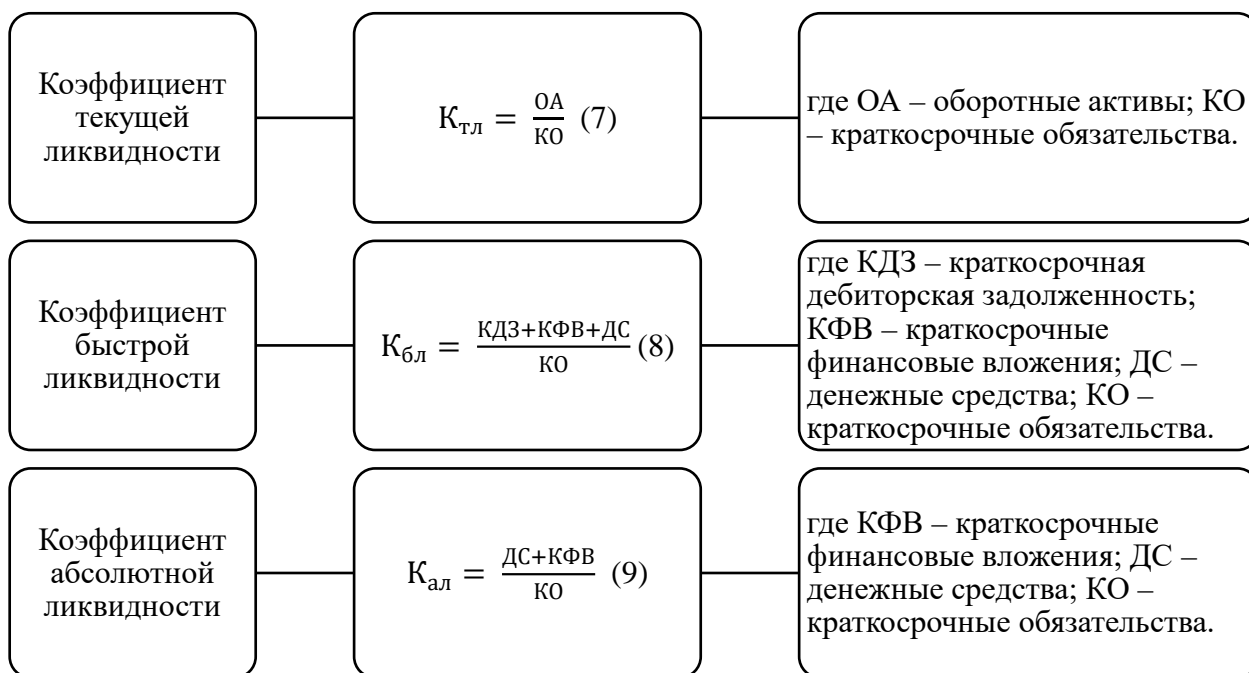 Коэффициент
текущей
ликвидности
К_тл = ОА/КО (7)
где ОА – оборотные активы; КО
– краткосрочные обязательства.
Коэффициент
быстрой
ликвидности
К_бл = КДЗ+КФВ+ДС/КО (8)
где КДЗ – краткосрочная
дебиторская задолженность;
КФВ – краткосрочные
финансовые вложения; ДС –
денежные средства; КО –
краткосрочные обязательства.
Коэффициент
абсолютной
ликвидности
К_ал = ДС+КФВ/КО (9)
где КФВ – краткосрочные
финансовые вложения; ДС –
денежные средства; КО –
краткосрочные обязательства.